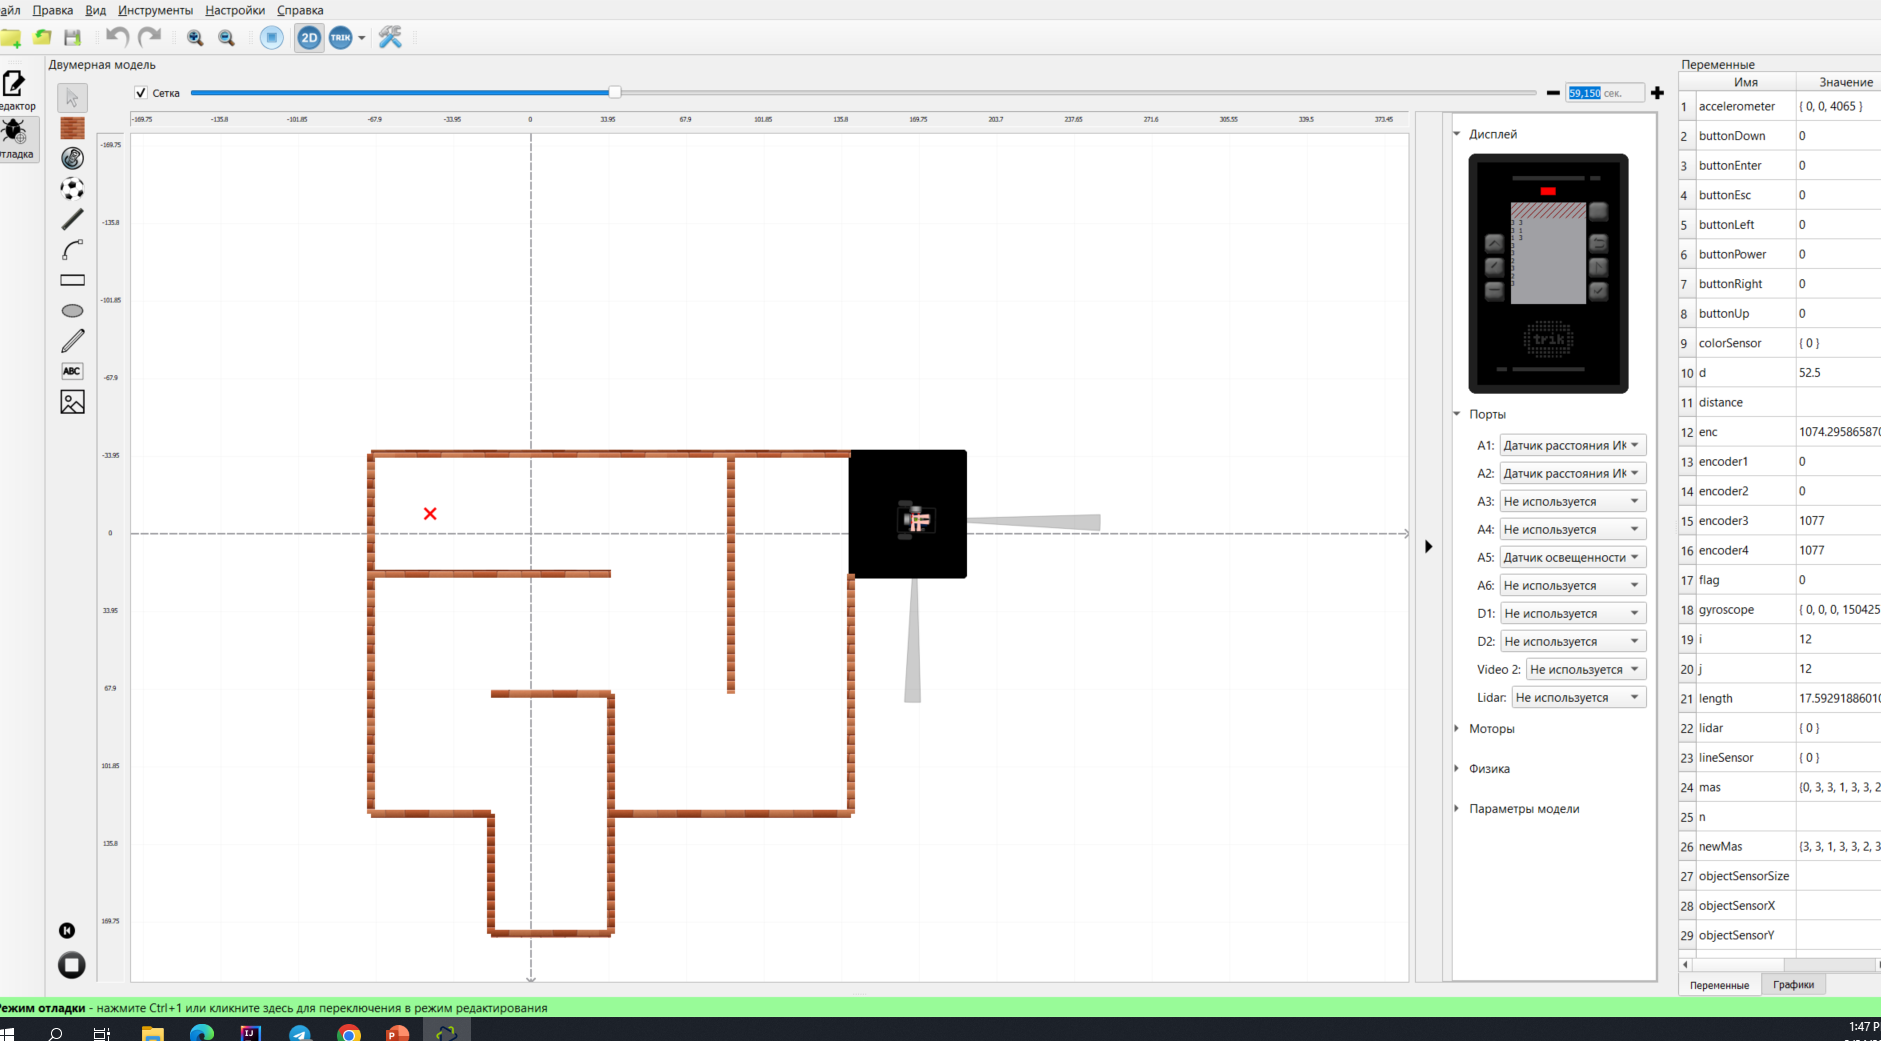 айл Правка Вид Инструменты Настройки Справка
2D TRIK
Двумерная модель
Переменные
едактор
тладка
Сетка
59,150 сек.
-169.75 -135.8 -101.85 -67.9 -33.95 0 33.95 67.9 101.85 135.8 169.75 203.7 237.65 271.6 305.55 339.5 373.45
-169.75
-135.8
-101.85
-67.9
-33.95
0
33.95
67.9
101.85
135.8
169.75
ABC
Дисплей
trik
Порты
A1: Датчик расстояния ИК
A2: Датчик расстояния ИК
A3: Не используется
A4: Не используется
A5: Датчик освещенности
A6: Не используется
D1: Не используется
D2: Не используется
Video 2: Не используется
Lidar: Не используется
Моторы
Физика
Параметры модели
Имя Значение
1 accelerometer { 0, 0, 4065 }
2 buttonDown 0
3 buttonEnter 0
4 buttonEsc 0
5 buttonLeft 0
6 buttonPower 0
7 buttonRight 0
8 buttonUp 0
9 colorSensor { 0 }
10 d 52.5
11 distance
12 enc 1074.295865870
13 encoder1 0
14 encoder2 0
15 encoder3 1077
16 encoder4 1077
17 flag 0
18 gyroscope { 0, 0, 0, 150425
19 i 12
20 j 12
21 length 17.5929188601
22 lidar { 0 }
23 lineSensor { 0 }
24 mas {0, 3, 3, 1, 3, 3, 2
25 n
26 newMas {3, 3, 1, 3, 3, 2, 3
27 objectSensorSize
28 objectSensorX
29 objectSensorY
Переменные Графики
Режим отладки - нажмите Ctrl+1 или кликните здесь для переключения в режим редактирования
1:47 P